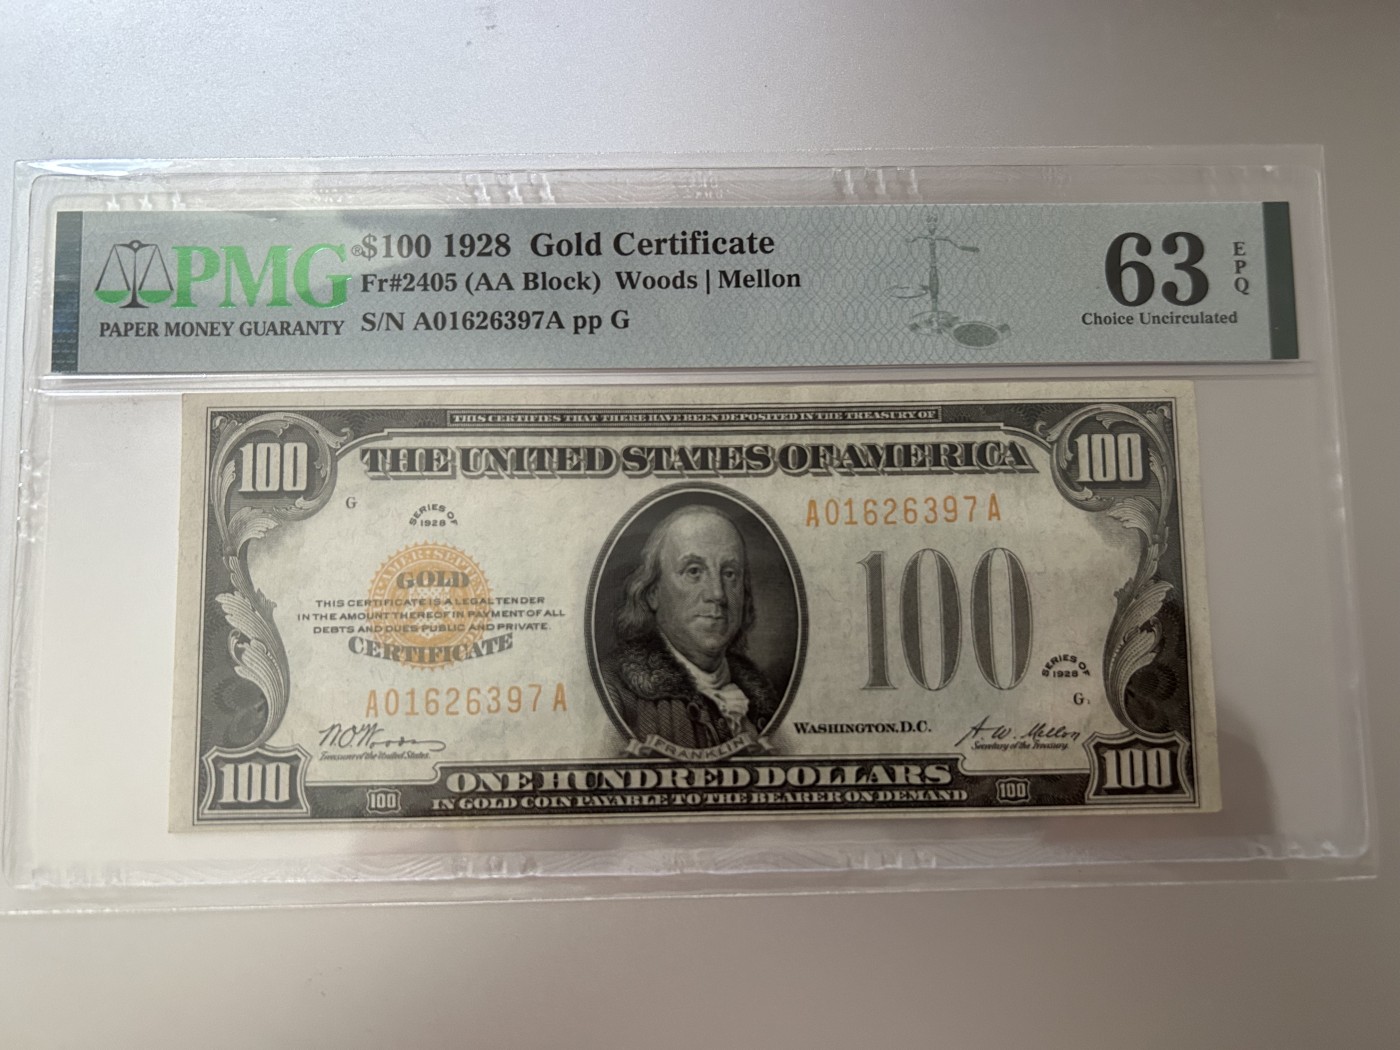 PMG®
PAPER MONEY GUARANTY
$100 1928 Gold Certificate
Fr#2405 (AA Block) Woods | Mellon
S/N A01626397A pp G
63
EPQ
Choice Uncirculated
THIS CERTIFIES THAT THERE HAVE BEEN DEPOSITED IN THE TREASURY OF
100
THE UNITED STATES OF AMERICA
100
G
SERIES OF
1928
A01626397A
GOLD
THIS CERTIFICATE IS A LEGAL TENDER
IN THE AMOUNT THEREOF IN PAYMENT OF ALL
DEBTS AND DUES PUBLIC AND PRIVATE.
CERTIFICATE
100
SERIES OF
1928
G
A01626397A
WASHINGTON, D.C.
Treasurer of the United States.
A. W. Mellon
Secretary of the Treasury.
FRANKLIN
100
ONE HUNDRED DOLLARS
100
100
IN GOLD COIN PAYABLE TO THE BEARER ON DEMAND
100